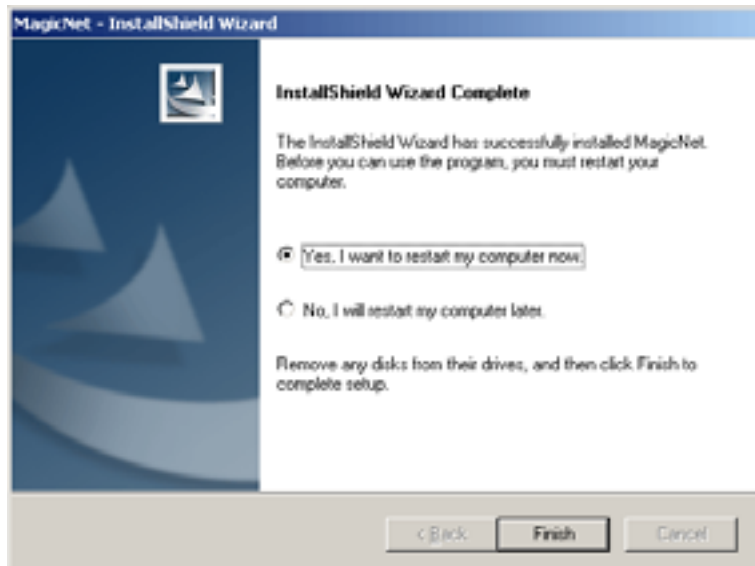 MagicNet - InstallShield Wizard
InstallShield Wizard Complete
The InstallShield Wizard has successfully installed MagicNet.
Before you can use the program, you must restart your
computer.
Yes, I want to restart my computer now.
No, I will restart my computer later.
Remove any disks from their drives, and then click Finish to
complete setup.
< Back
Finish
Cancel